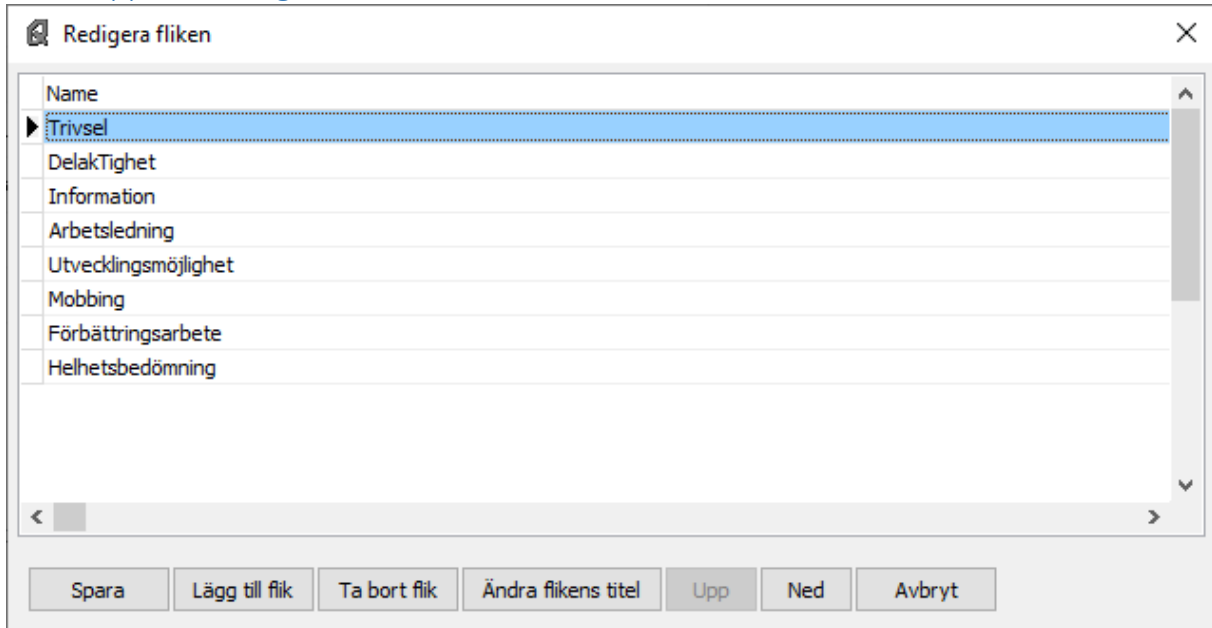 Redigera fliken
Name
Trivsel
DelakTighet
Information
Arbetsledning
Utvecklingsmöjlighet
Mobbing
Förbättringsarbete
Helhetsbedömning
Spara Lägg till flik Ta bort flik Ändra flikens titel Upp Ned Avbryt